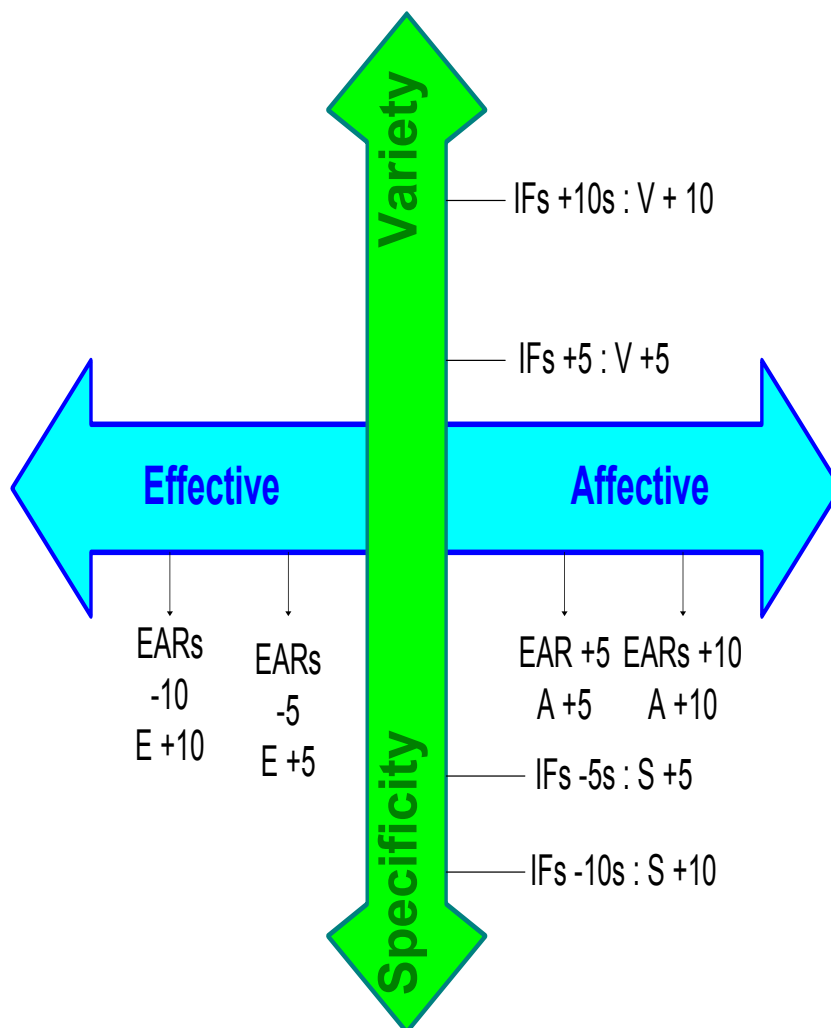 Variety
IFs +10s : V + 10
IFs +5 : V +5
Effective
Affective
EARs
-10
E +10
EARs
-5
E +5
EAR +5
A +5
EARs +10
A +10
Specificity
IFs -5s : S +5
IFs -10s : S +10